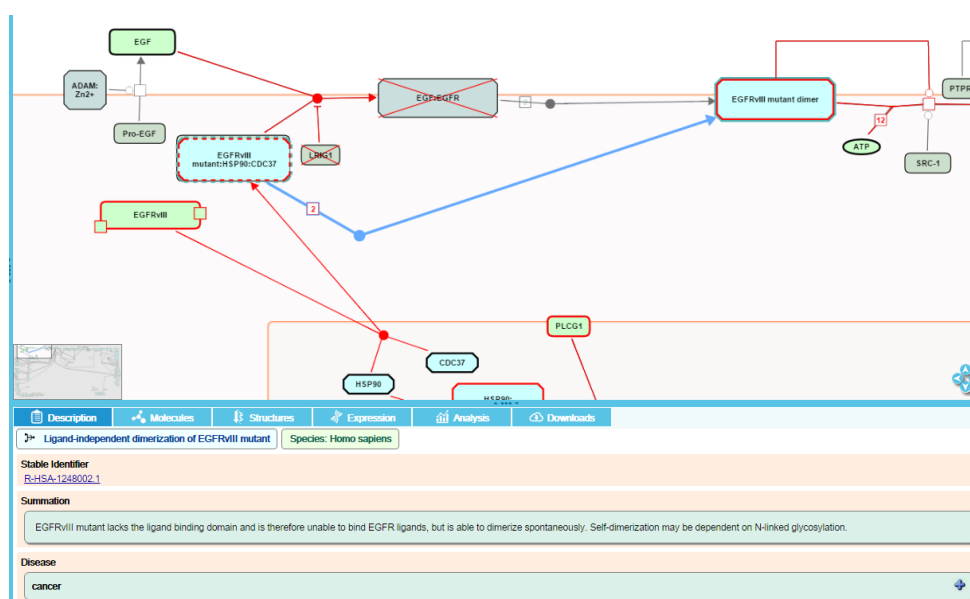 EGF
ADAM:
Zn2+
Pro-EGF
EGF:EGFR
EGFRvIII mutant dimer
PTPR
12
ATP
SRC-1
EGFRvIII
mutant:HSP90:CDC37
LRIG1
2
EGFRvIII
PLCG1
CDC37
HSP90
HSP90:
Description
Molecules
Structures
Expression
Analysis
Downloads
Ligand-independent dimerization of EGFRvIII mutant
Species: Homo sapiens
Stable Identifier
R-HSA-1248002.1
Summation
EGFRvIII mutant lacks the ligand binding domain and is therefore unable to bind EGFR ligands, but is able to dimerize spontaneously. Self-dimerization may be dependent on N-linked glycosylation.
Disease
cancer